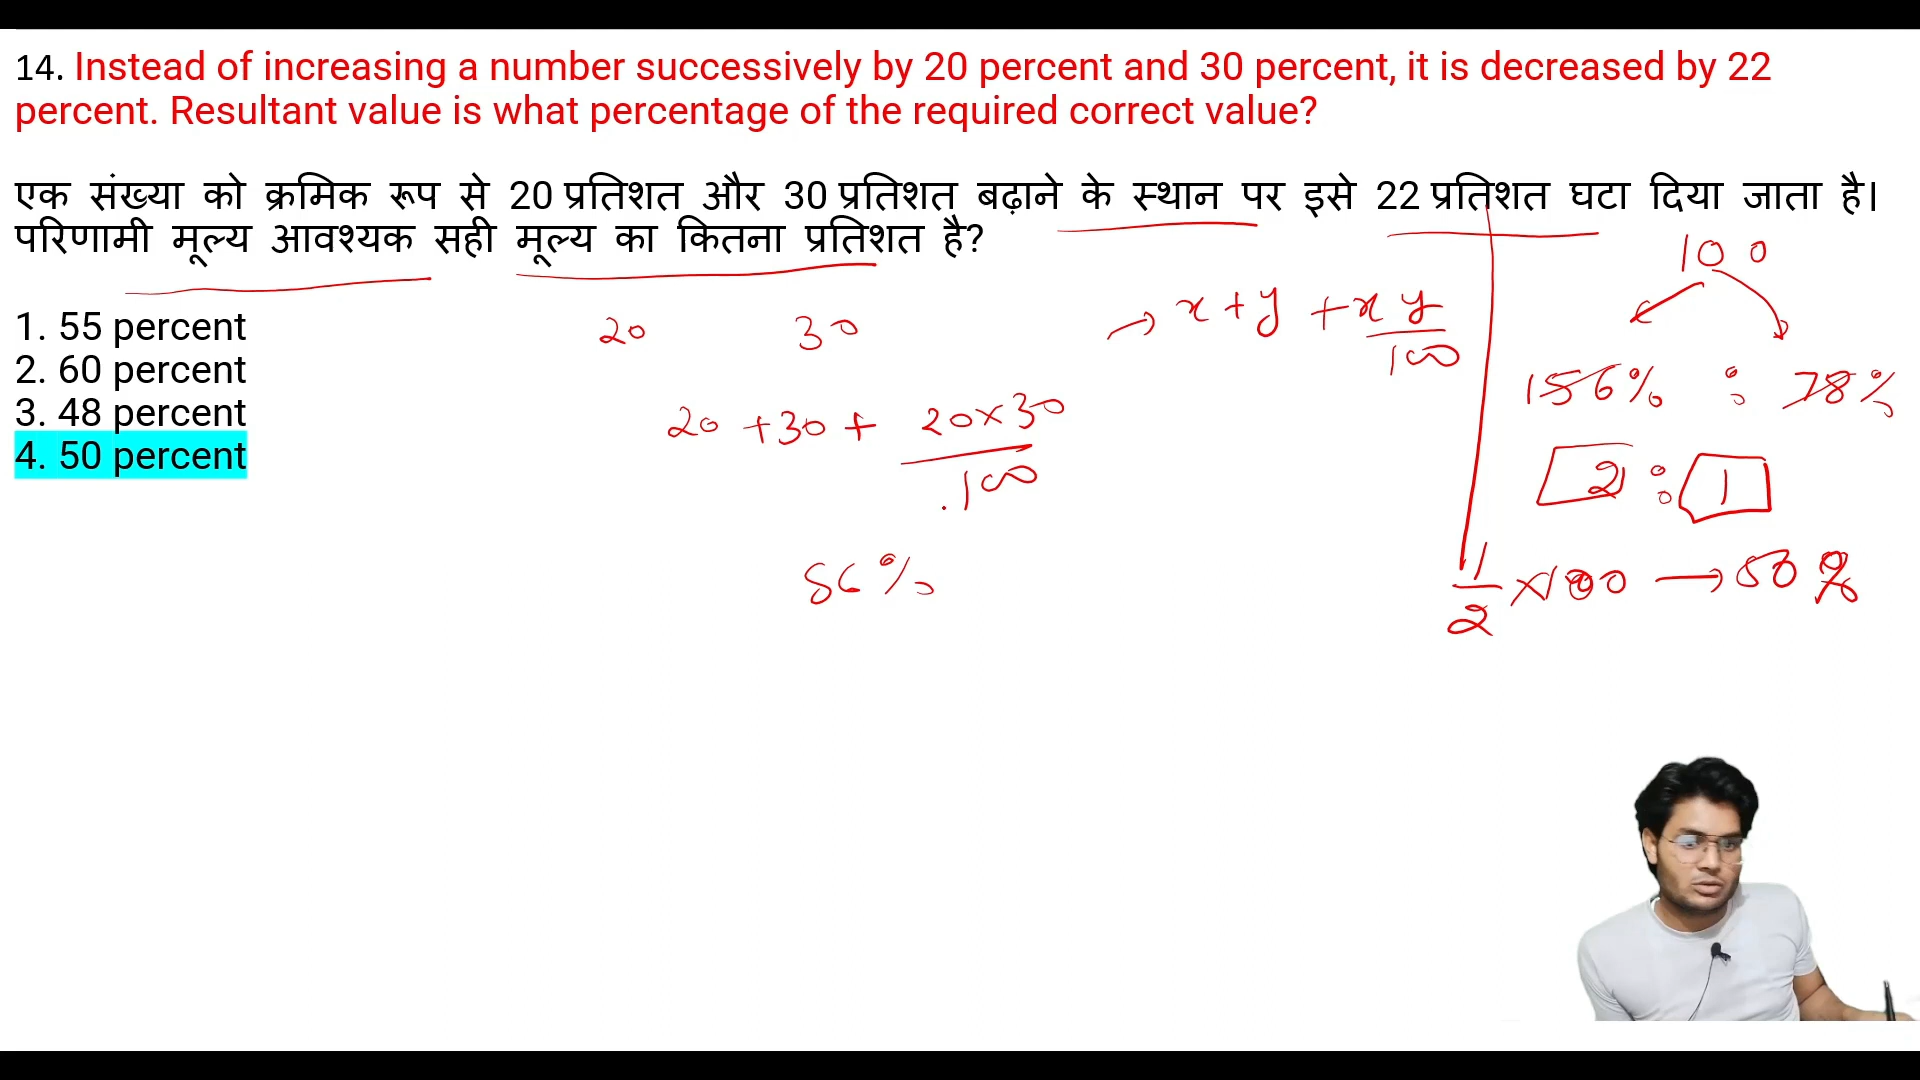 14. Instead of increasing a number successively by 20 percent and 30 percent, it is decreased by 22
percent. Resultant value is what percentage of the required correct value?
एक संख्या को क्रमिक रूप से 20 प्रतिशत और 30 प्रतिशत बढ़ाने के स्थान पर इसे 22 प्रतिशत घटा दिया जाता है।
परिणामी मूल्य आवश्यक सही मूल्य का कितना प्रतिशत है?
1. 55 percent
2. 60 percent
3. 48 percent
4. 50 percent
20 30
→ x + y + xy/100
20 + 30 + 20×30/100
56%
100
156% : 78%
2 : 1
1/2 × 100 → 50%